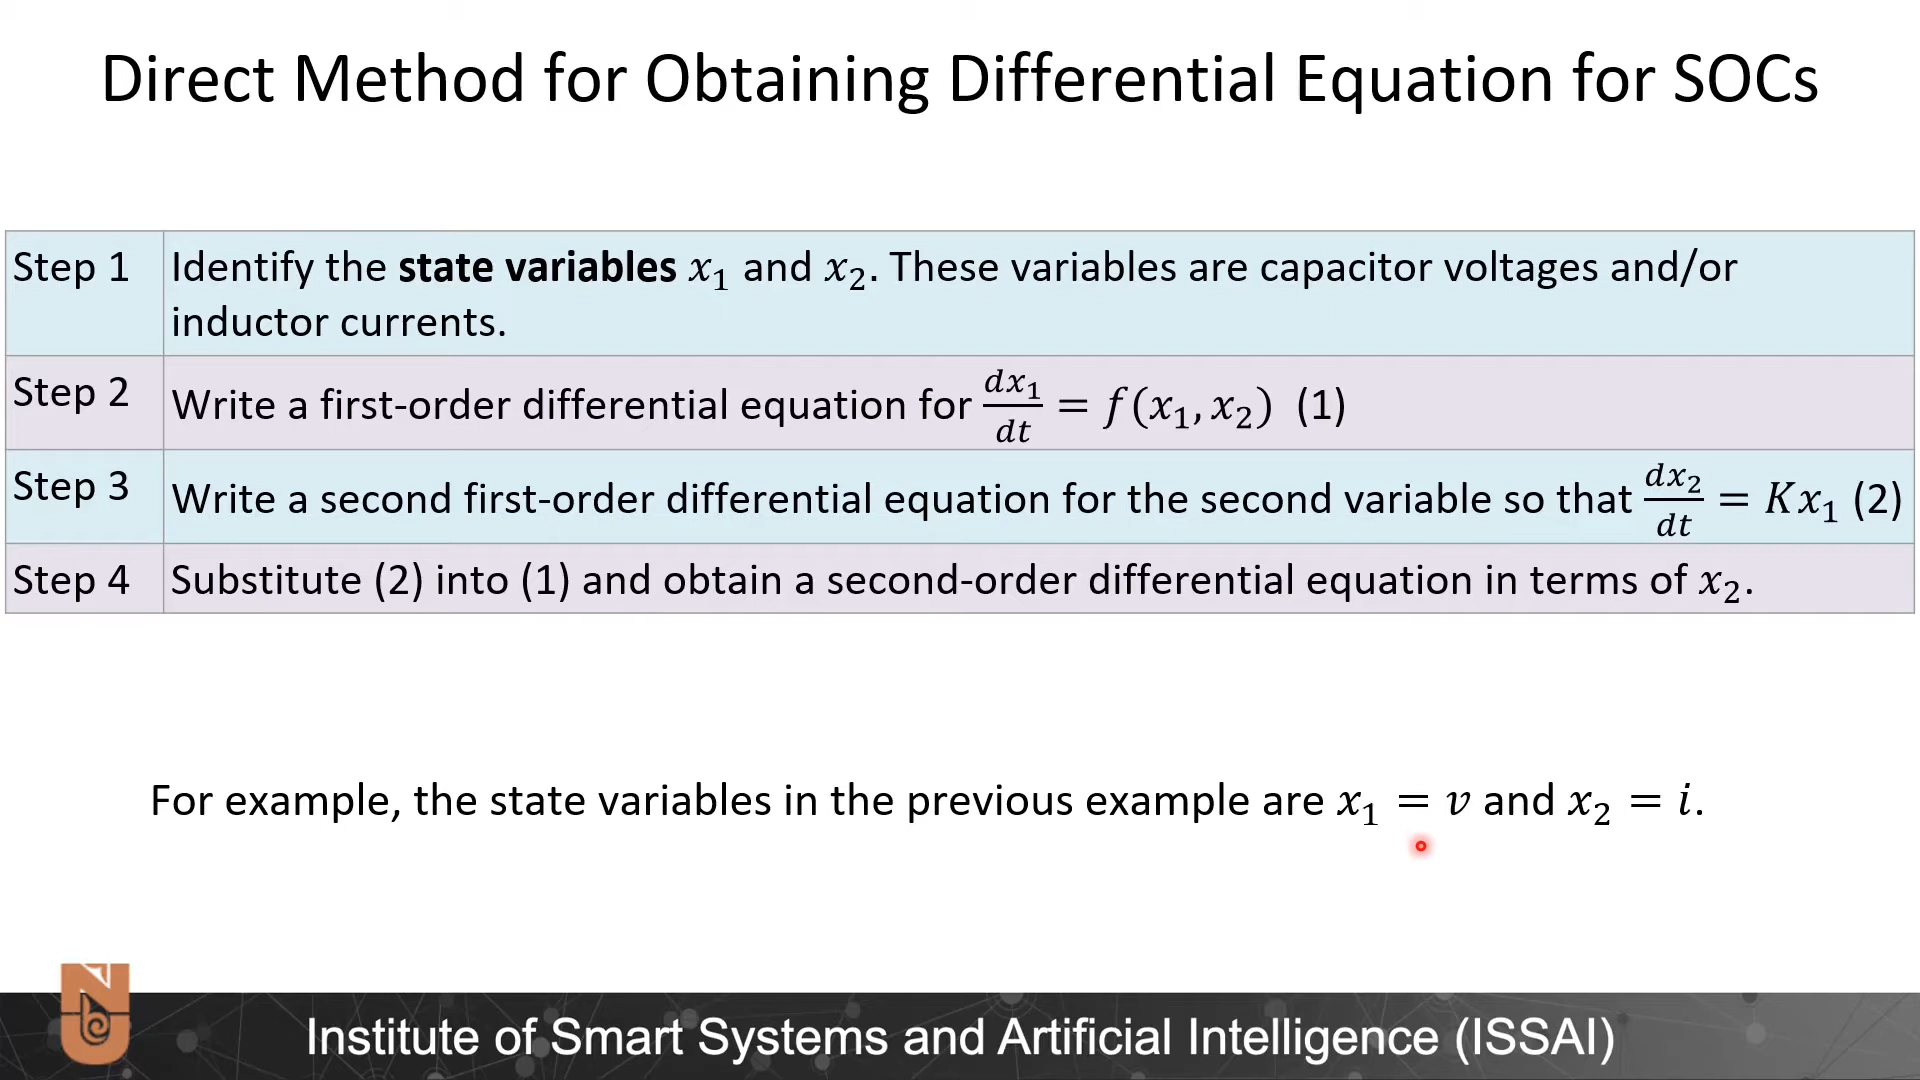 Direct Method for Obtaining Differential Equation for SOCs
Step 1 Identify the state variables x₁ and x₂. These variables are capacitor voltages and/or
inductor currents.
Step 2 Write a first-order differential equation for dx₁/dt = f(x₁, x₂) (1)
Step 3 Write a second first-order differential equation for the second variable so that dx₂/dt = Kx₁ (2)
Step 4 Substitute (2) into (1) and obtain a second-order differential equation in terms of x₂.
For example, the state variables in the previous example are x₁ = v and x₂ = i.
Institute of Smart Systems and Artificial Intelligence (ISSAI)